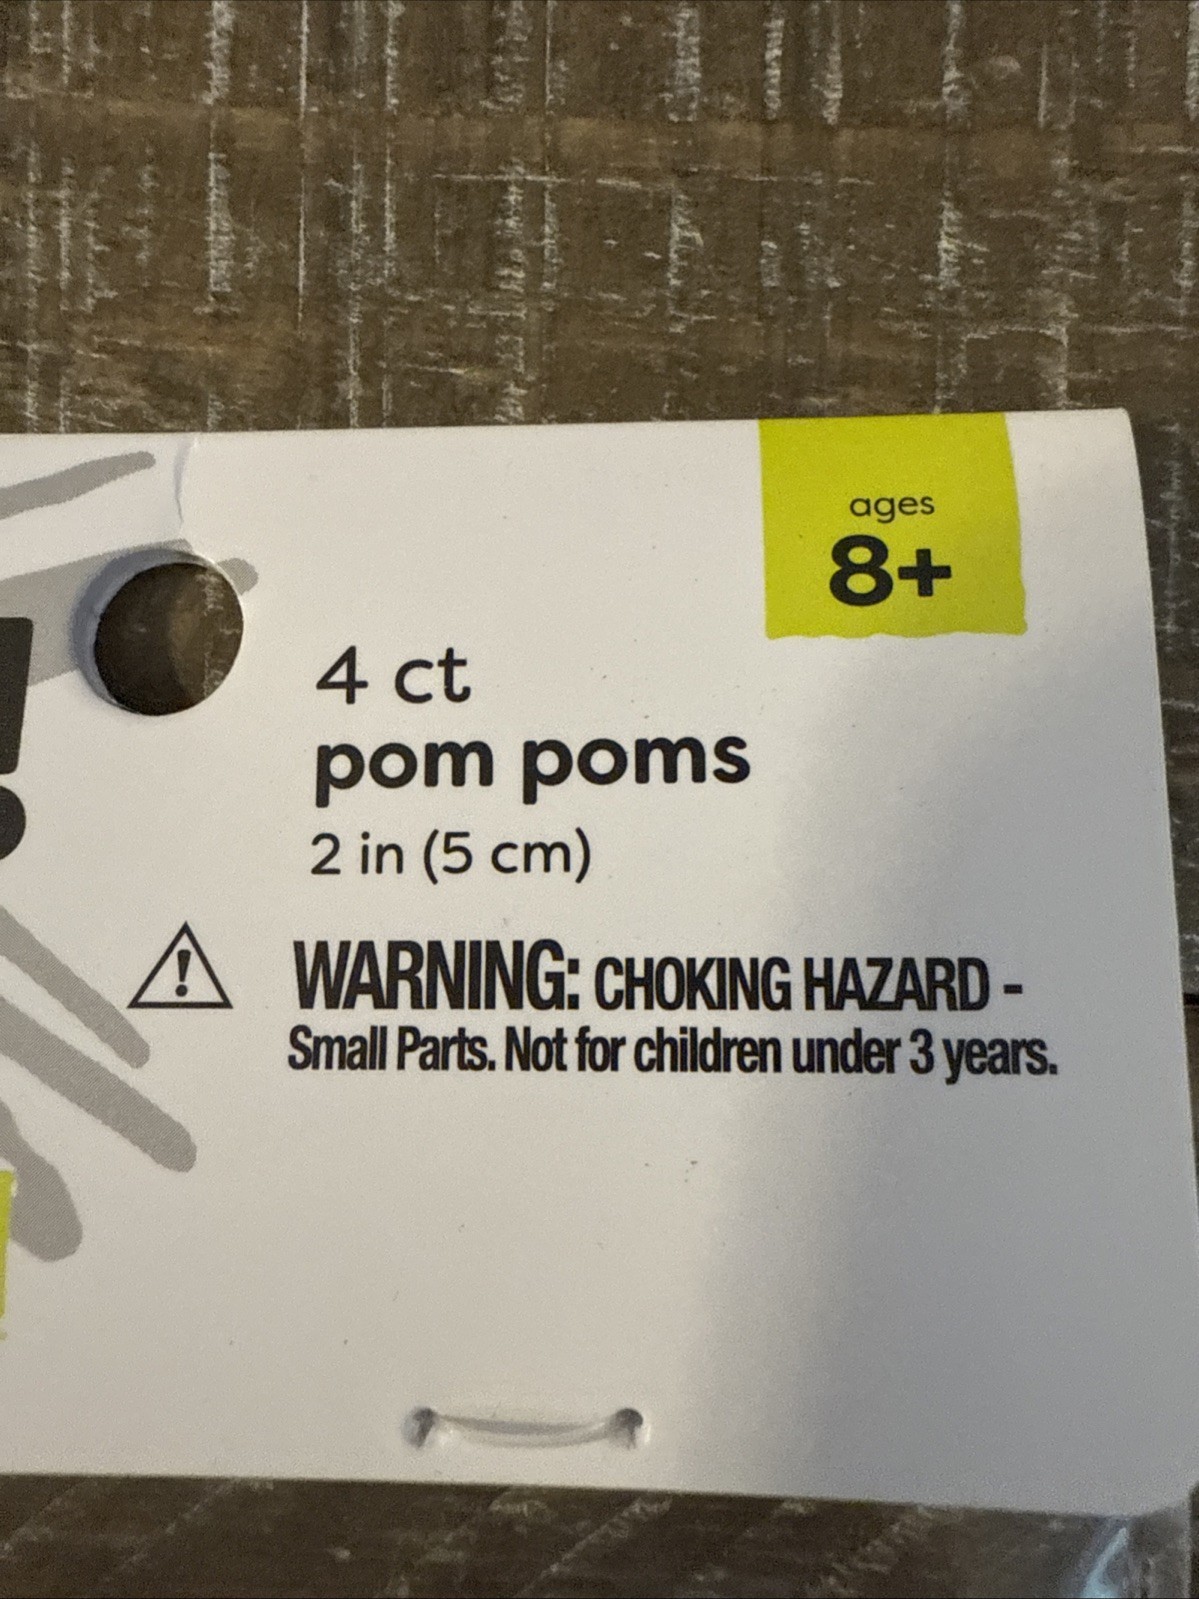 ages
8+
4 ct
pom poms
2 in (5 cm)
WARNING: CHOKING HAZARD -
Small Parts. Not for children under 3 years.